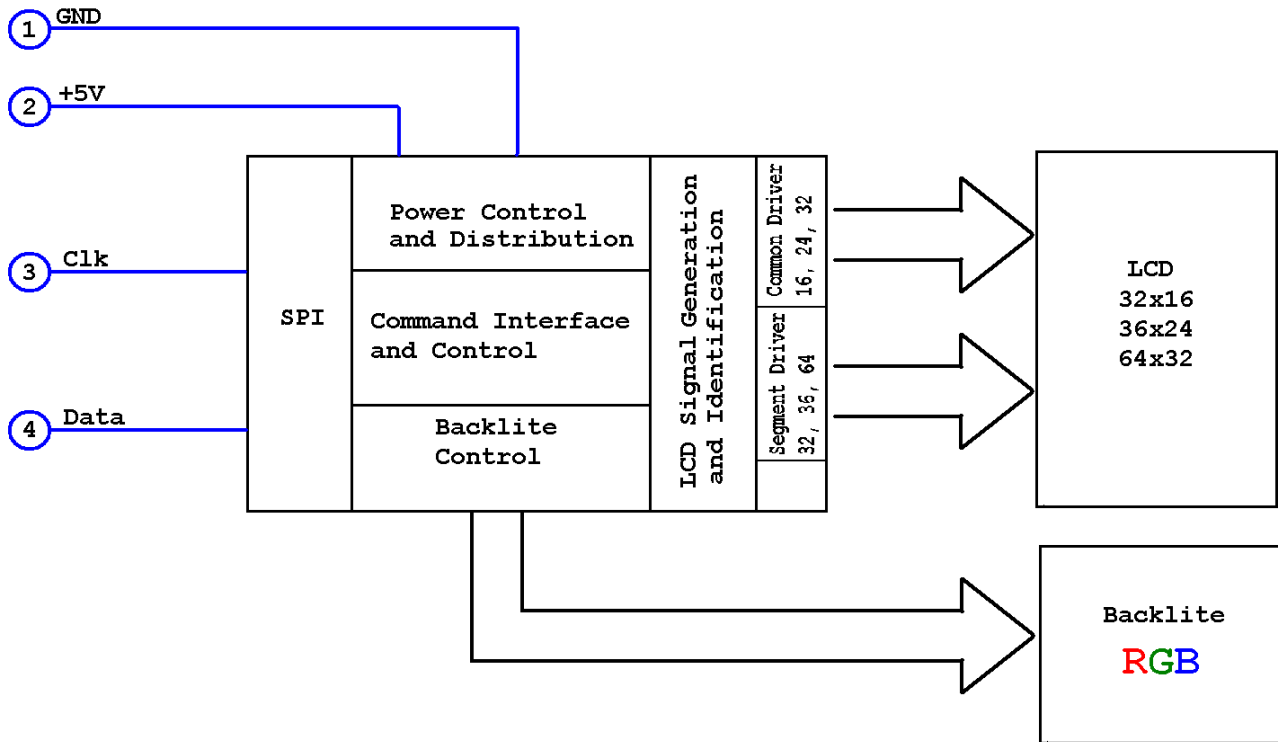 1 GND
2 +5V
3 Clk
4 Data
SPI
Power Control
and Distribution
Command Interface
and Control
Backlite
Control
LCD Signal Generation
and Identification
Common Driver
16, 24, 32
Segment Driver
32, 36, 64
LCD
32x16
36x24
64x32
Backlite
RGB